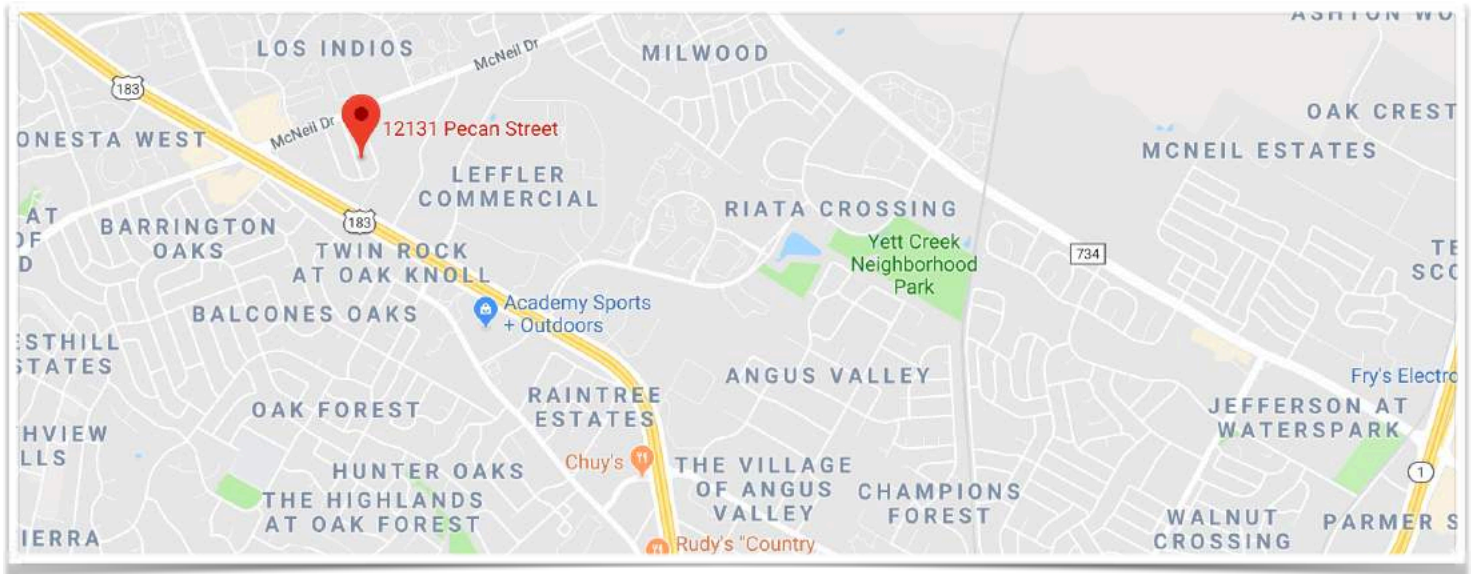 ASHTON WO
LOS INDIOS
McNeil Dr
MILWOOD
183
OAK CREST
12131 Pecan Street
McNeil Dr
ONESTA WEST
MCNEIL ESTATES
LEFFLER
COMMERCIAL
RIATA CROSSING
AT
OF
D
BARRINGTON
OAKS
183
TWIN ROCK
AT OAK KNOLL
Yett Creek
Neighborhood
Park
734
TE
SCO
Academy Sports
+ Outdoors
BALCONES OAKS
ESTHILL
STATES
ANGUS VALLEY
Fry's Electro
RAINTREE
ESTATES
OAK FOREST
JEFFERSON AT
WATERSPARK
HVIEW
LLS
Chuy's
HUNTER OAKS
THE VILLAGE
OF ANGUS
VALLEY
1
THE HIGHLANDS
AT OAK FOREST
CHAMPIONS
FOREST
WALNUT
CROSSING
PARMER S
IERRA
Rudy's "Country